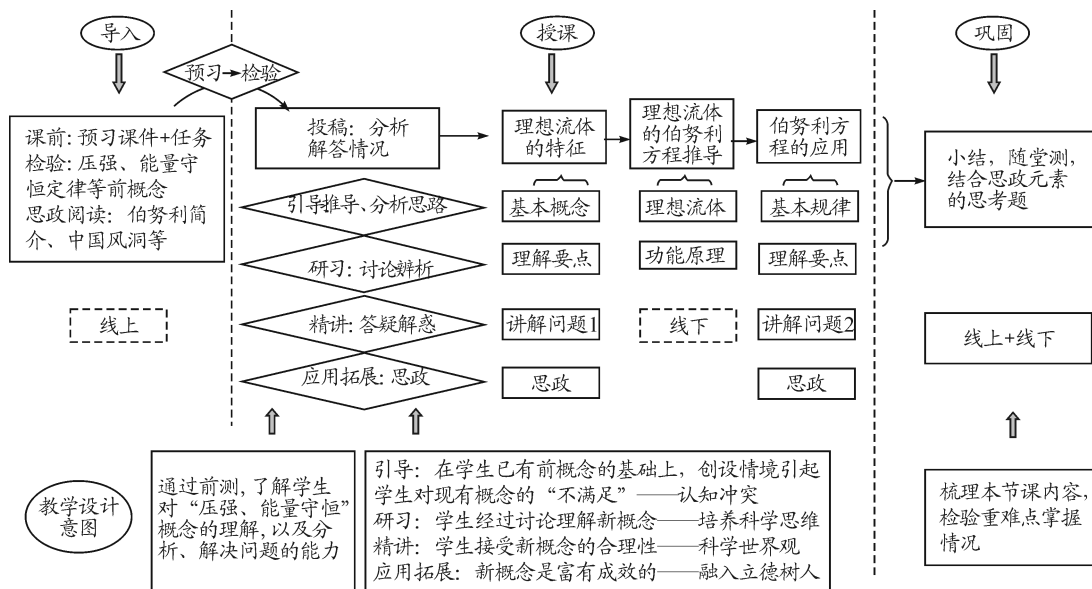 导入
授课
巩固
预习→检验
课前: 预习课件+任务
检验: 压强、能量守
恒定律等前概念
思政阅读: 伯努利简
介、中国风洞等
投稿: 分析
解答情况
理想流体
的特征
理想流体
的伯努利
方程推导
伯努利方
程的应用
小结, 随堂测,
结合思政元素
的思考题
引导推导、分析思路
基本概念
理想流体
基本规律
研习: 讨论辨析
理解要点
功能原理
理解要点
线上
精讲: 答疑解惑
讲解问题1
线下
讲解问题2
线上+线下
应用拓展: 思政
思政
思政
教学设计
意图
通过前测, 了解学生
对“压强、能量守恒”
概念的理解, 以及分
析、解决问题的能力
引导: 在学生已有前概念的基础上, 创设情境引起
学生对现有概念的“不满足”——认知冲突
研习: 学生经过讨论理解新概念——培养科学思维
精讲: 学生接受新概念的合理性——科学世界观
应用拓展: 新概念是富有成效的——融入立德树人
梳理本节课内容,
检验重难点掌握
情况